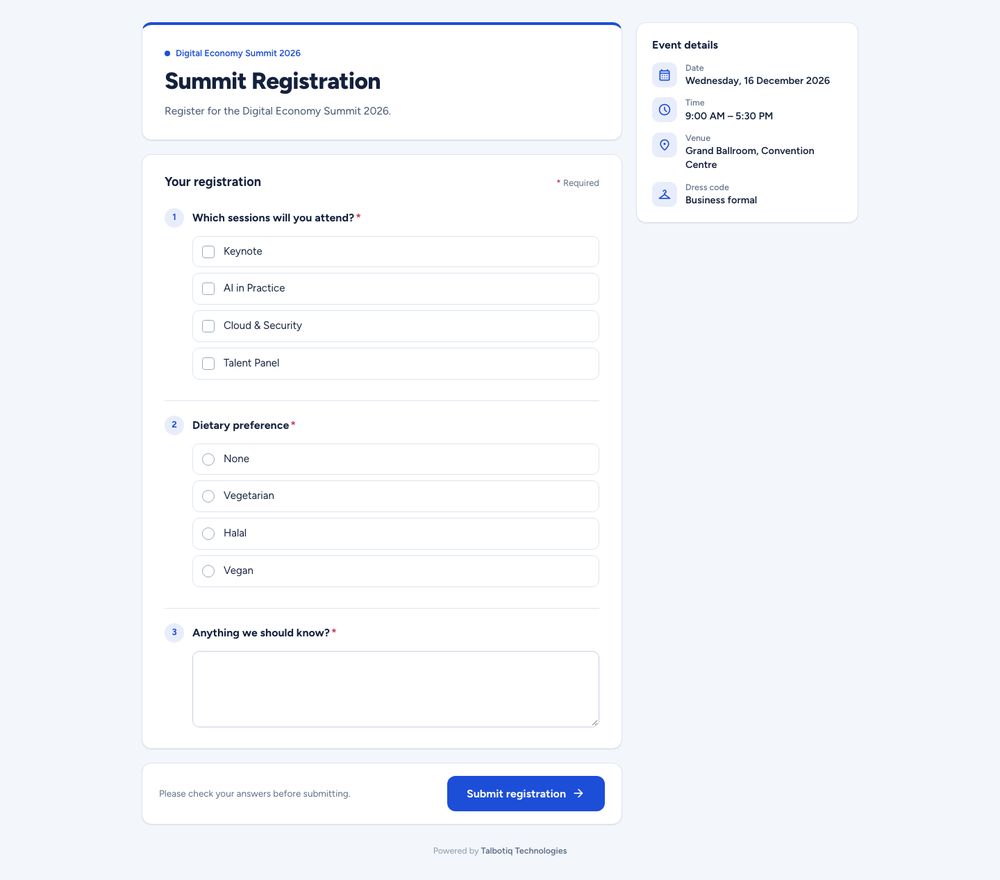 Digital Economy Summit 2026
Summit Registration
Register for the Digital Economy Summit 2026.
Your registration
* Required
1 Which sessions will you attend? *
Keynote
AI in Practice
Cloud & Security
Talent Panel
2 Dietary preference *
None
Vegetarian
Halal
Vegan
3 Anything we should know? *
Please check your answers before submitting.
Submit registration →
Event details
Date
Wednesday, 16 December 2026
Time
9:00 AM – 5:30 PM
Venue
Grand Ballroom, Convention
Centre
Dress code
Business formal
Powered by Talbotiq Technologies